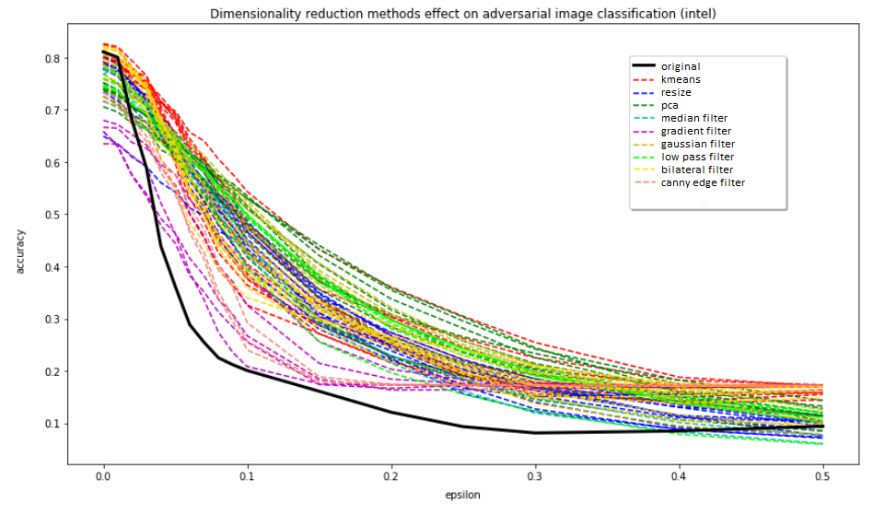 Dimensionality reduction methods effect on adversarial image classification (intel)
accuracy
0.8
0.7
0.6
0.5
0.4
0.3
0.2
0.1
original
kmeans
resize
pca
median filter
gradient filter
gaussian filter
low pass filter
bilateral filter
canny edge filter
0.0 0.1 0.2 0.3 0.4 0.5
epsilon